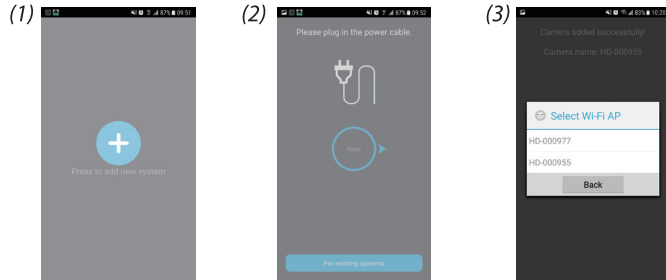 (1)
87% 09:51
Press to add new system
(2)
87% 09:52
Please plug in the power cable.
Next
For existing systems
(3)
83% 10:20
Camera added successfully!
Camera name: HD-000955
Select Wi-Fi AP
HD-000977
HD-000955
Back